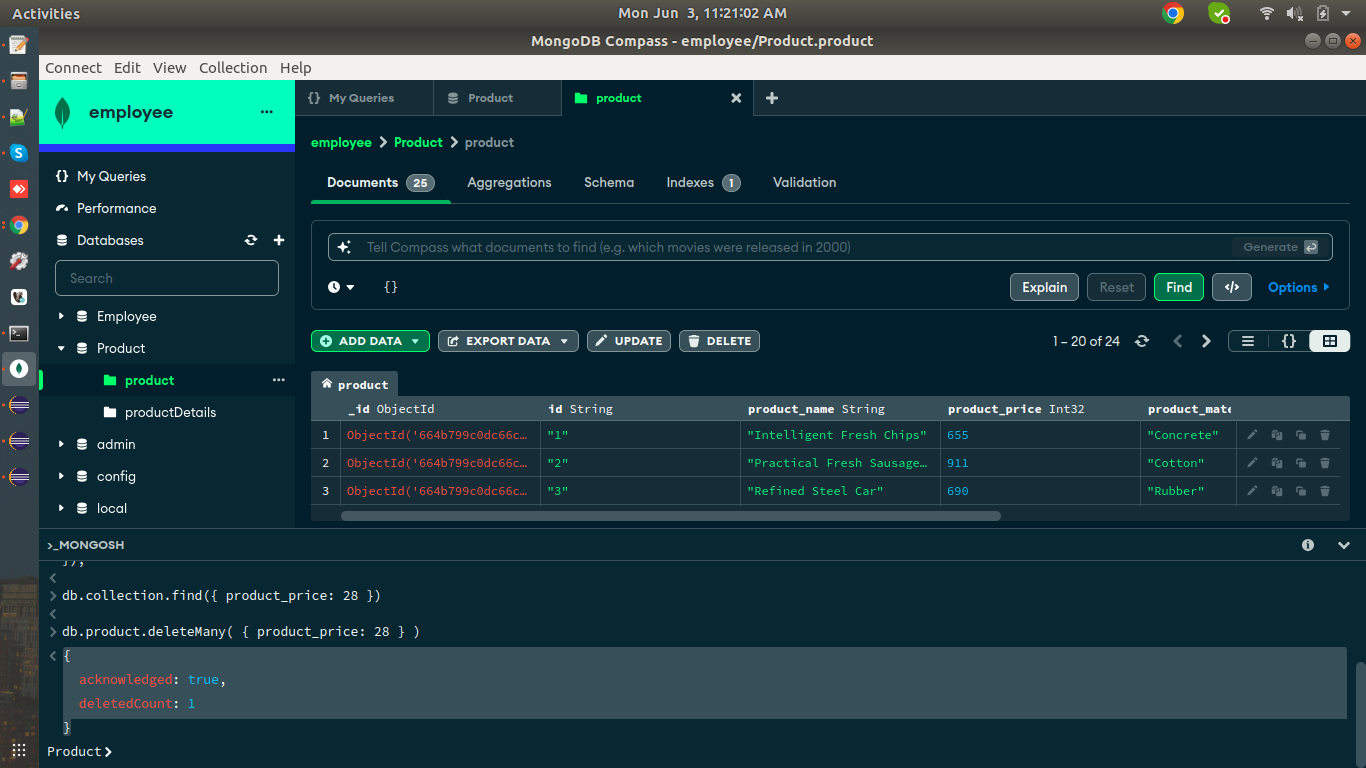 Activities Mon Jun 3, 11:21:02 AM
MongoDB Compass - employee/Product.product
Connect Edit View Collection Help
employee ...
{} My Queries Product product
employee > Product > product
{} My Queries
Performance
Databases
Search
Employee
Product
product ...
productDetails
admin
config
local
Documents 25 Aggregations Schema Indexes 1 Validation
Tell Compass what documents to find (e.g. which movies were released in 2000) Generate
{} Explain Reset Find </> Options
ADD DATA EXPORT DATA UPDATE DELETE 1 – 20 of 24 {}
product
_id ObjectId id String product_name String product_price Int32 product_mate
1 ObjectId('664b799c0dc66c… "1" "Intelligent Fresh Chips" 655 "Concrete"
2 ObjectId('664b799c0dc66c… "2" "Practical Fresh Sausage… 911 "Cotton"
3 ObjectId('664b799c0dc66c… "3" "Refined Steel Car" 690 "Rubber"
>_MONGOSH
});
<
> db.collection.find({ product_price: 28 })
<
> db.product.deleteMany( { product_price: 28 } )
< {
acknowledged: true,
deletedCount: 1
}
Product>